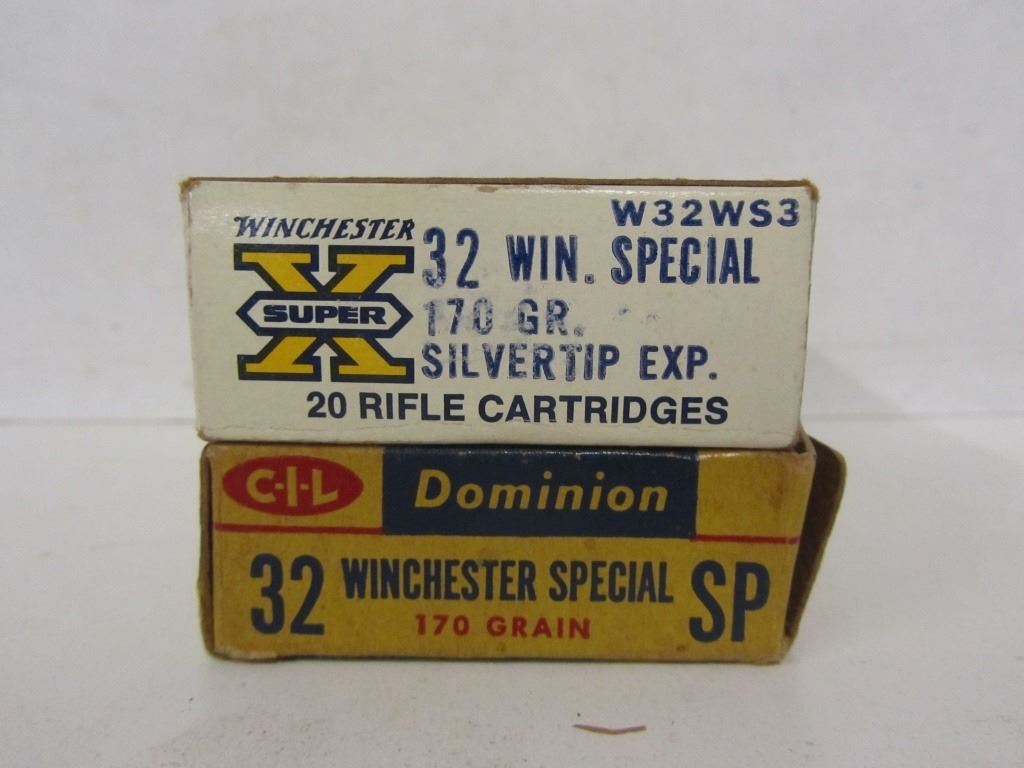 W32WS3
WINCHESTER
SUPER X
32 WIN. SPECIAL
170 GR.
SILVERTIP EXP.
20 RIFLE CARTRIDGES
C-I-L Dominion
32 WINCHESTER SPECIAL SP
170 GRAIN